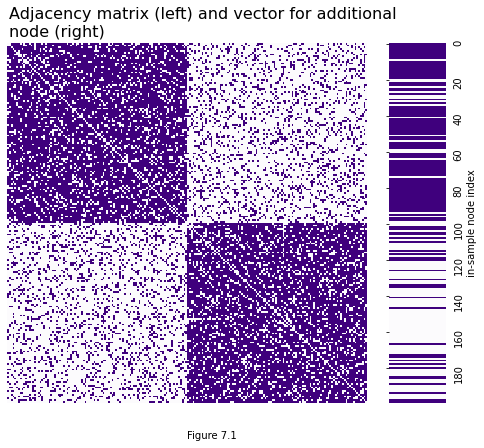 Adjacency matrix (left) and vector for additional
node (right)
0
20
40
60
80
100
120
140
160
180
in-sample node index
Figure 7.1